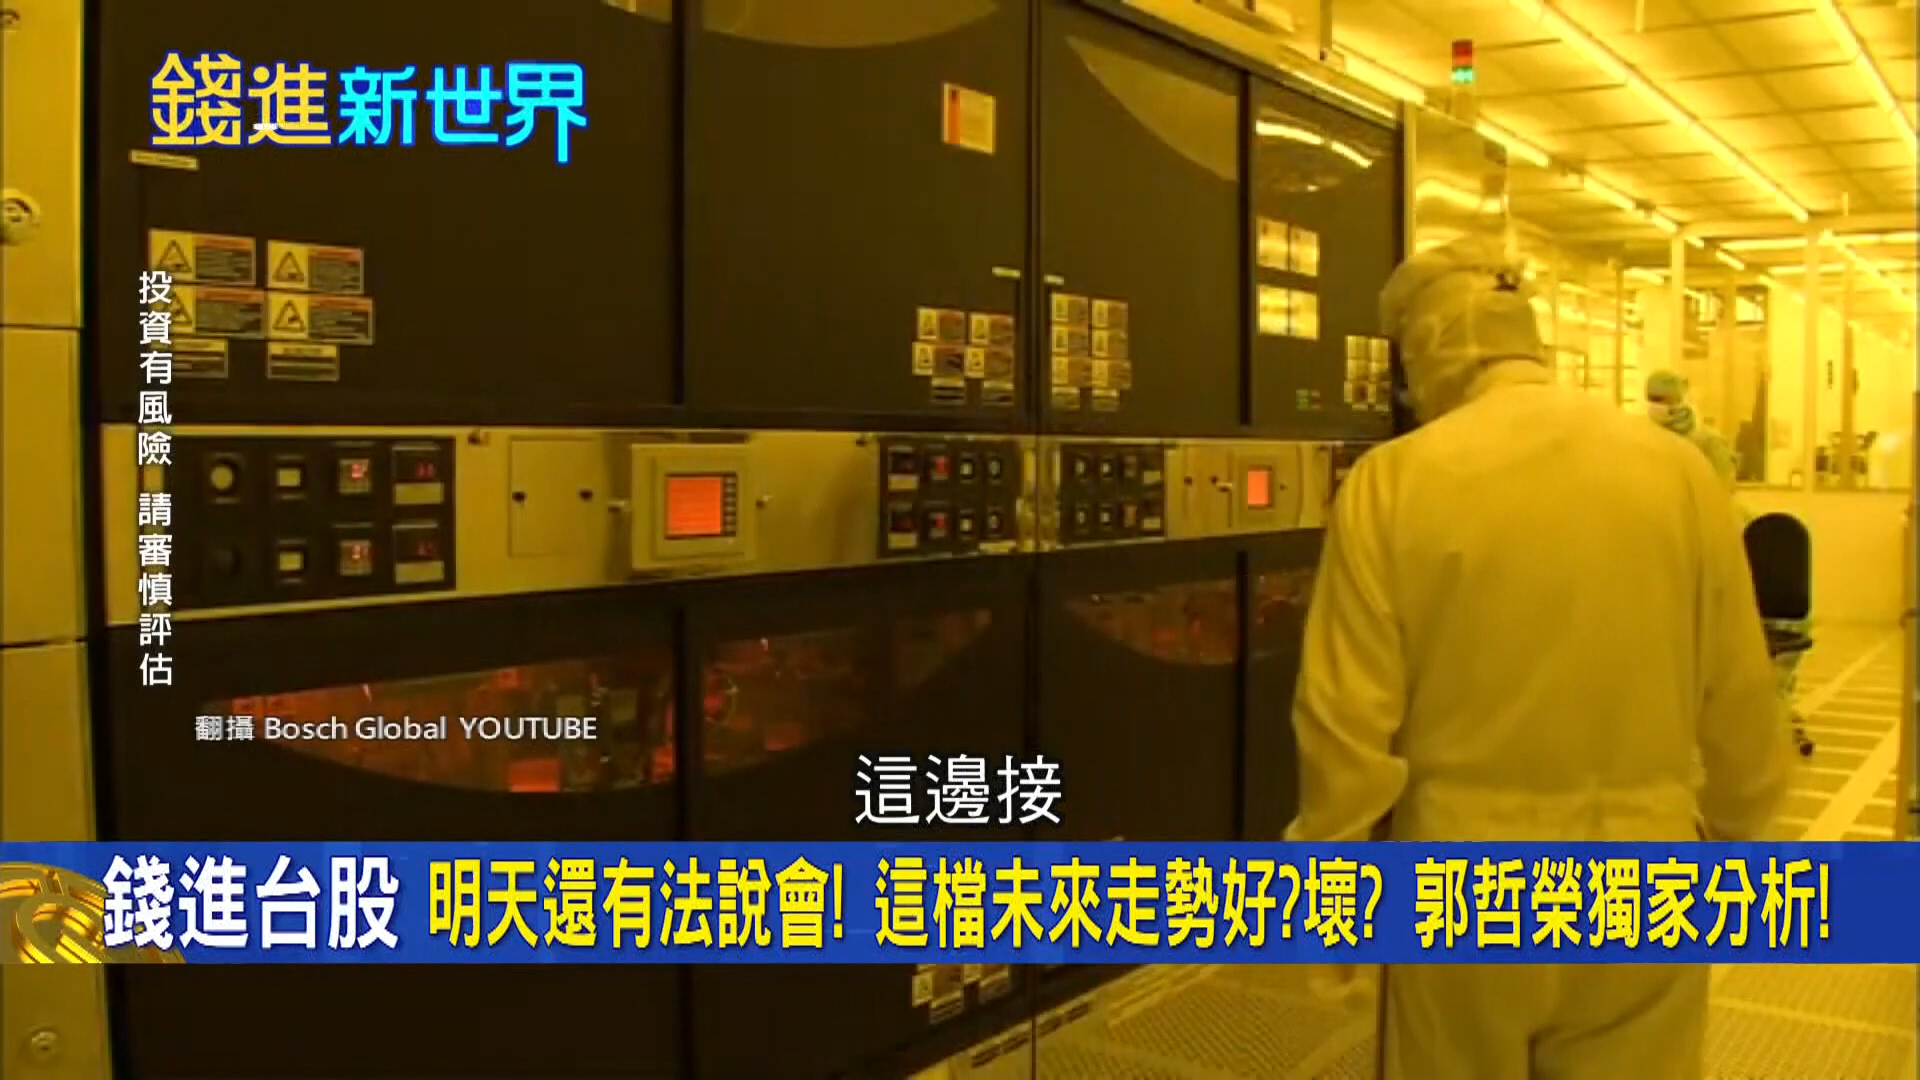 錢進新世界
投資有風險 請審慎評估
翻攝 Bosch Global YOUTUBE
這邊接
錢進台股 明天還有法說會! 這檔未來走勢好?壞? 郭哲榮獨家分析!